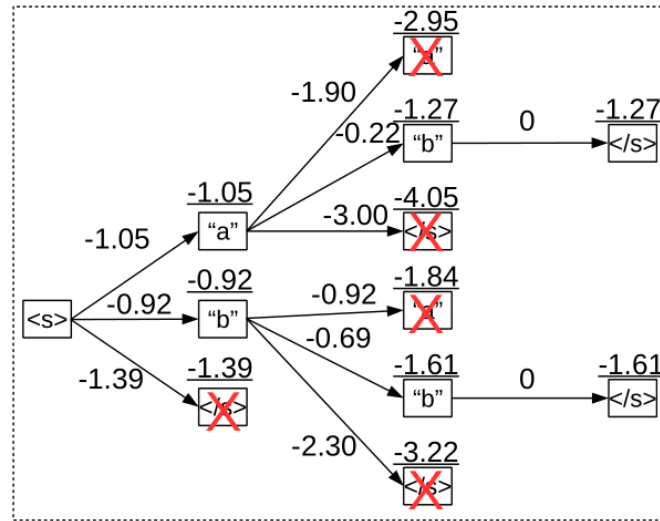 -2.95
"a"
-1.90
-1.27
-1.27
-0.22
"b"
0
</s>
-1.05
-4.05
"a"
-3.00
</s>
-1.05
-0.92
-1.84
<s>
-0.92
"b"
-0.92
"a"
-0.69
-1.39
-1.39
-1.61
-1.61
</s>
"b"
0
</s>
-2.30
-3.22
</s>